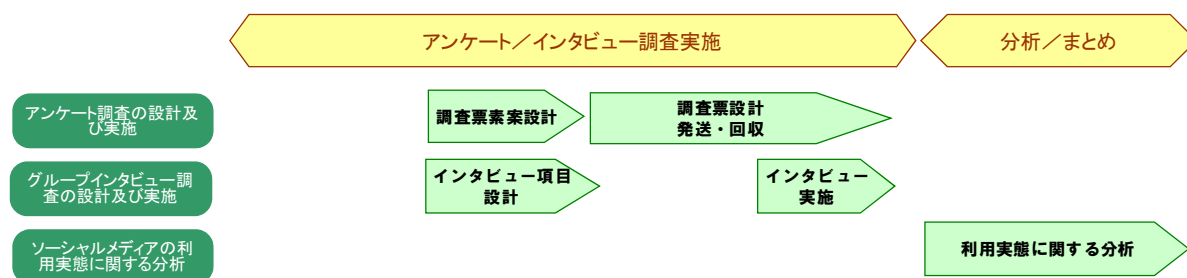 アンケート／インタビュー調査実施
分析／まとめ
アンケート調査の設計及
び実施
調査票素案設計
調査票設計
発送・回収
グループインタビュー調
査の設計及び実施
インタビュー項目
設計
インタビュー
実施
ソーシャルメディアの利
用実態に関する分析
利用実態に関する分析